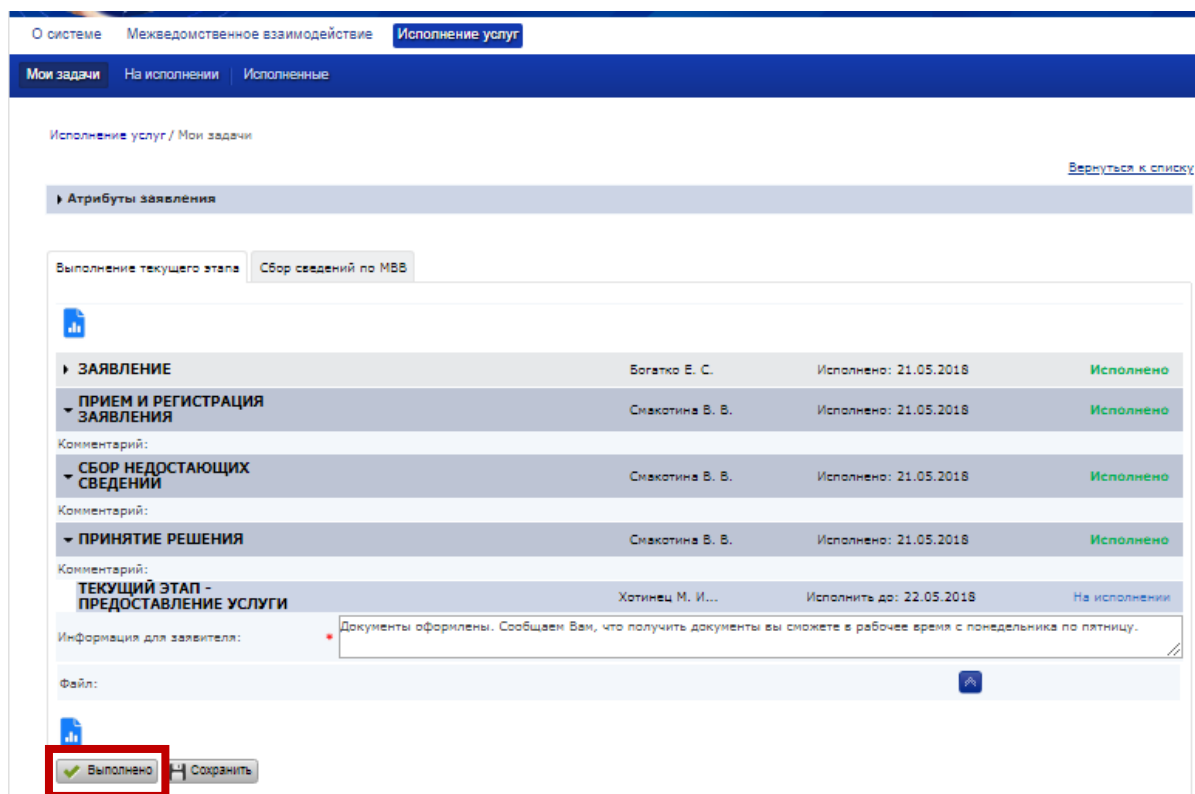 О системе Межведомственное взаимодействие Исполнение услуг
Мои задачи На исполнении Исполненные
Исполнение услуг / Мои задачи
Вернуться к списку
Атрибуты заявления
Выполнение текущего этапа Сбор сведений по МВВ
ЗАЯВЛЕНИЕ Богатко Е. С. Исполнено: 21.05.2018 Исполнено
ПРИЕМ И РЕГИСТРАЦИЯ
ЗАЯВЛЕНИЯ Смакотина В. В. Исполнено: 21.05.2018 Исполнено
Комментарий:
СБОР НЕДОСТАЮЩИХ
СВЕДЕНИЙ Смакотина В. В. Исполнено: 21.05.2018 Исполнено
Комментарий:
ПРИНЯТИЕ РЕШЕНИЯ Смакотина В. В. Исполнено: 21.05.2018 Исполнено
Комментарий:
ТЕКУЩИЙ ЭТАП -
ПРЕДОСТАВЛЕНИЕ УСЛУГИ Хотинец М. И... Исполнить до: 22.05.2018 На исполнении
Информация для заявителя: * Документы оформлены. Сообщаем Вам, что получить документы вы сможете в рабочее время с понедельника по пятницу.
Файл:
Выполнено Сохранить